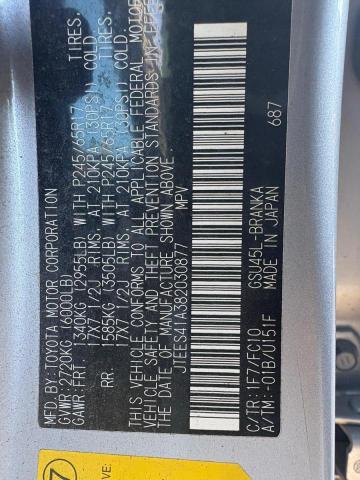 MFD.BY:TOYOTA MOTOR CORPORATION
GVWR:2720KG (6000LB)
GAWR:FRT. 1340KG (2955LB) WITH P245/65R17 TIRES.
17X7 1/2J RIMS AT 210KPA (30PSI) COLD
RR. 1585KG (3505LB) WITH P245/65R17 TIRES.
17X7 1/2J RIMS AT 210KPA (30PSI) COLD.
THIS VEHICLE CONFORMS TO ALL APPLICABLE FEDERAL MOTOR
VEHICLE SAFETY AND STANDARDS IN
ON THE DATE OF MANUFACTURE SHOWN ABOVE.
JTEES41A382030877 MPV
C/TR:1F7/FC10 GSU45L-BRANKA
A/TM:-01B/U151F MADE IN JAPAN
687